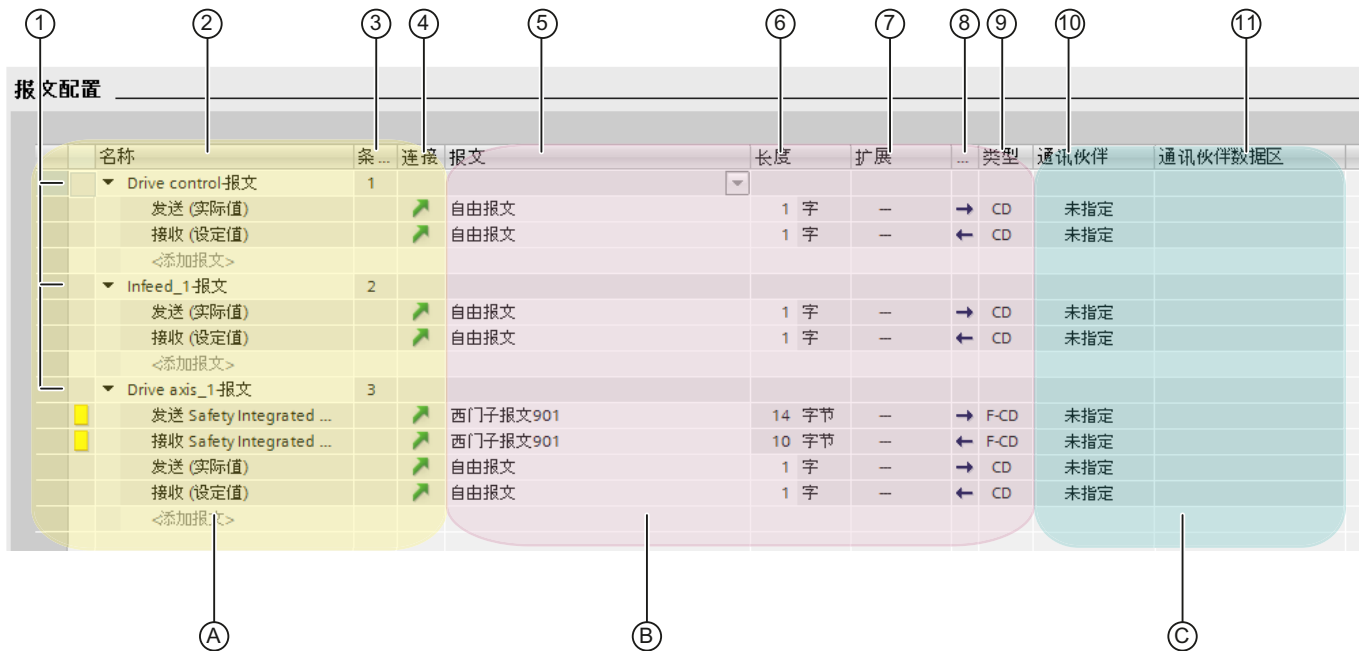 ① ② ③ ④ ⑤ ⑥ ⑦ ⑧ ⑨ ⑩ ⑪
报文配置
名称 条... 连接 报文 长度 扩展 ... 类型 通讯伙伴 通讯伙伴数据区
Drive control-报文 1
发送 (实际值) 自由报文 1 字 — → CD 未指定
接收 (设定值) 自由报文 1 字 — ← CD 未指定
<添加报文>
Infeed_1-报文 2
发送 (实际值) 自由报文 1 字 — → CD 未指定
接收 (设定值) 自由报文 1 字 — ← CD 未指定
<添加报文>
Drive axis_1-报文 3
发送 Safety Integrated ... 西门子报文901 14 字节 — → F-CD 未指定
接收 Safety Integrated ... 西门子报文901 10 字节 — ← F-CD 未指定
发送 (实际值) 自由报文 1 字 — → CD 未指定
接收 (设定值) 自由报文 1 字 — ← CD 未指定
<添加报文>
Ⓐ Ⓑ Ⓒ